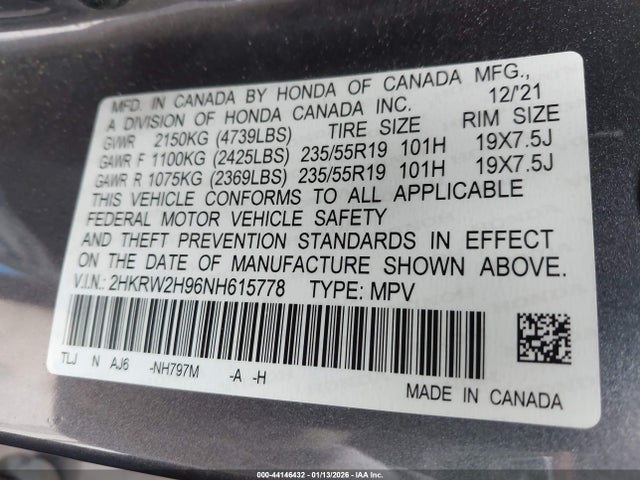 MFD. IN CANADA BY HONDA OF CANADA MFG.,
A DIVISION OF HONDA CANADA INC. 12/'21
GVWR 2150KG (4739LBS) TIRE SIZE RIM SIZE
GAWR F 1100KG (2425LBS) 235/55R19 101H 19X7.5J
GAWR R 1075KG (2369LBS) 235/55R19 101H 19X7.5J
THIS VEHICLE CONFORMS TO ALL APPLICABLE
FEDERAL MOTOR VEHICLE SAFETY
AND THEFT PREVENTION STANDARDS IN EFFECT
ON THE DATE OF MANUFACTURE SHOWN ABOVE.
V.I.N.: 2HKRW2H96NH615778 TYPE: MPV
TLJ N AJ6 -NH797M -A -H
MADE IN CANADA
000-44146432 - 01/13/2026 - IAA Inc.